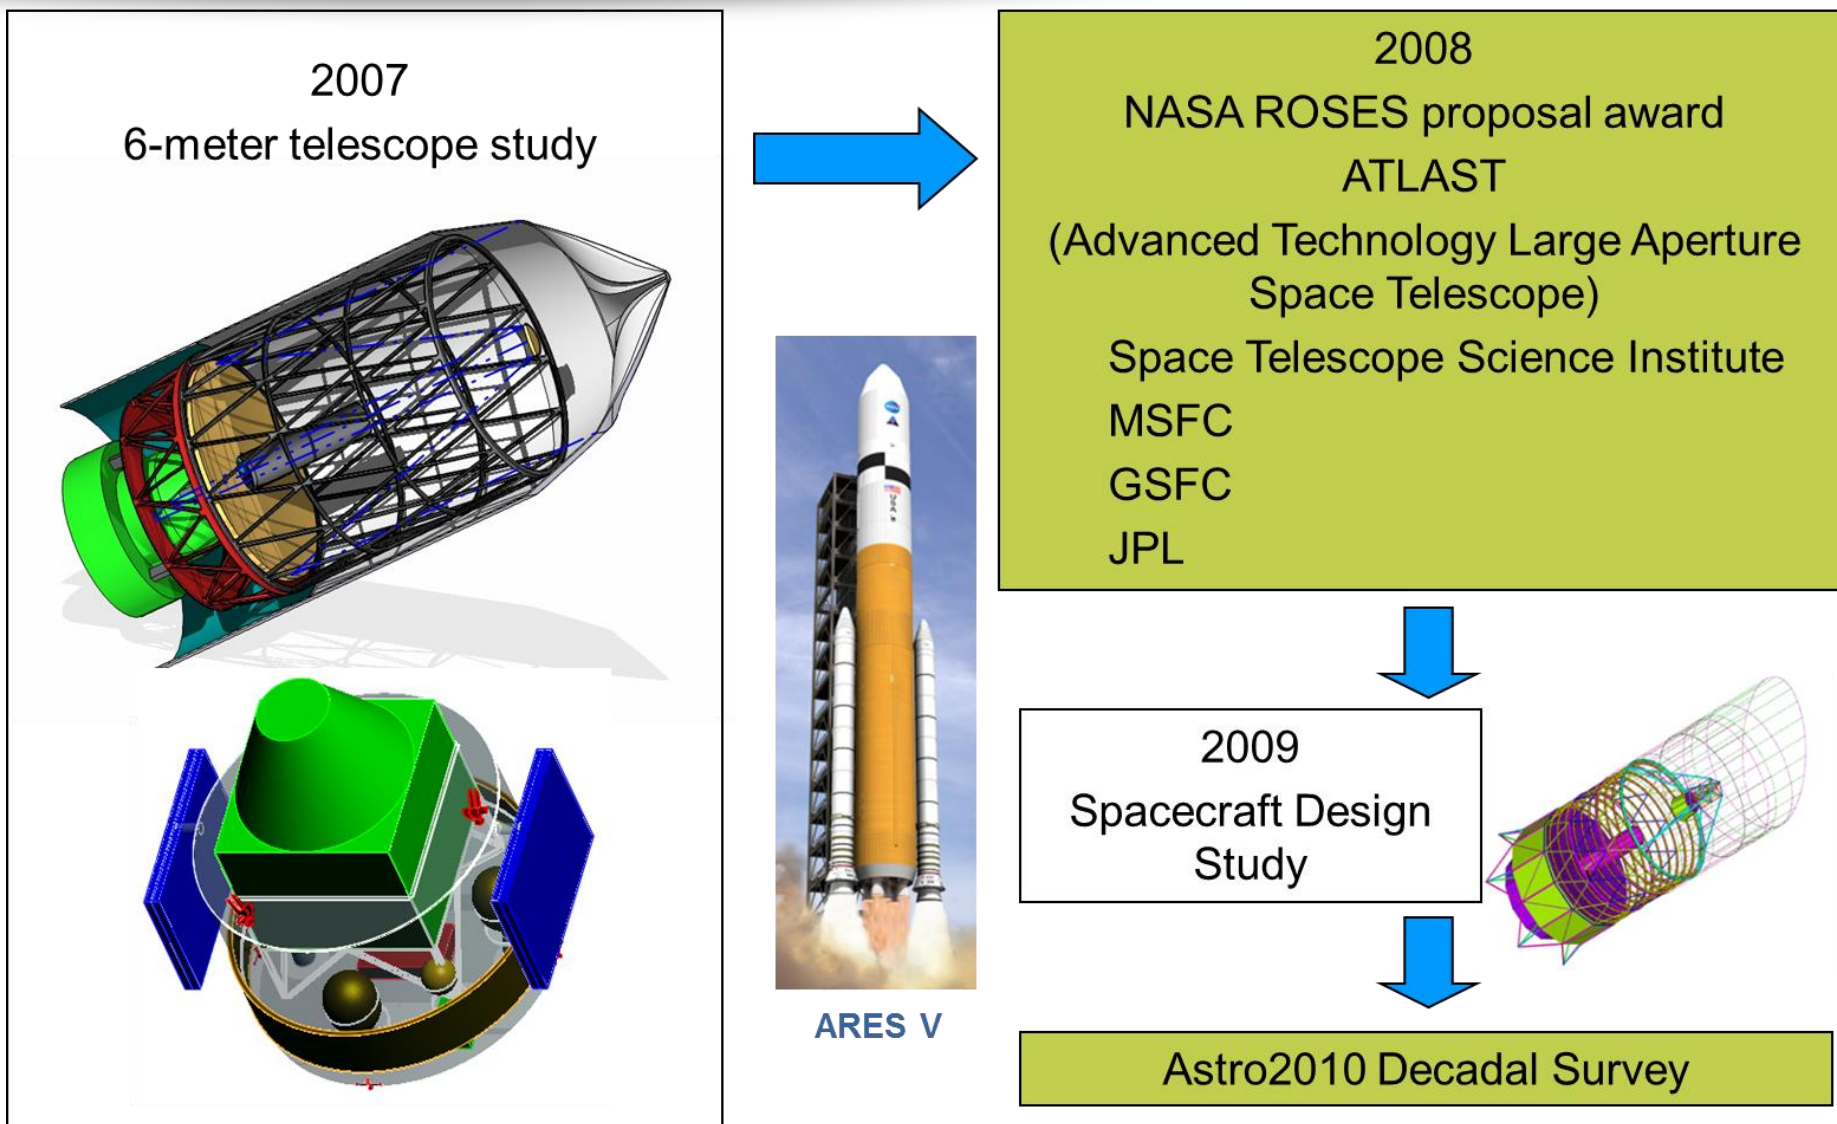 2007
6-meter telescope study
2008
NASA ROSES proposal award
ATLAST
(Advanced Technology Large Aperture
Space Telescope)
Space Telescope Science Institute
MSFC
GSFC
JPL
USA
ARES V
2009
Spacecraft Design
Study
Astro2010 Decadal Survey